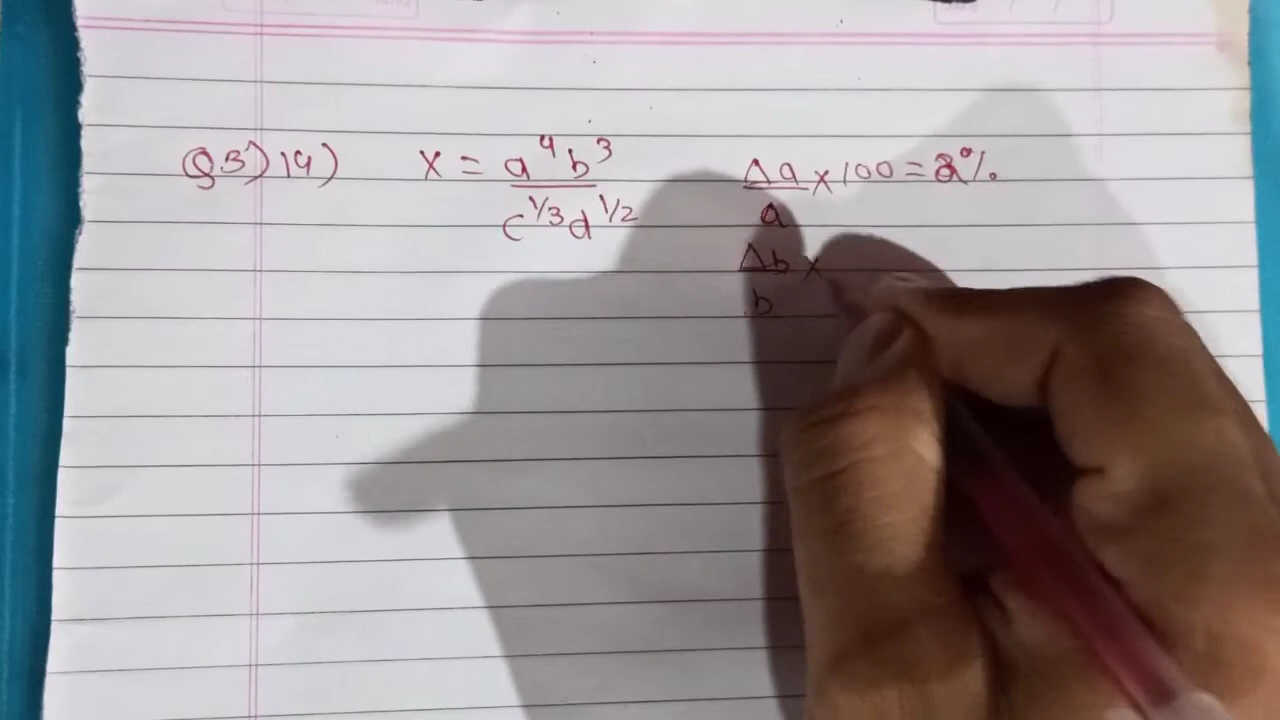 Q3) 14) x = a⁴b³ / c^1/3 d^1/2
Δa/a × 100 = 2%
Δb/b ×